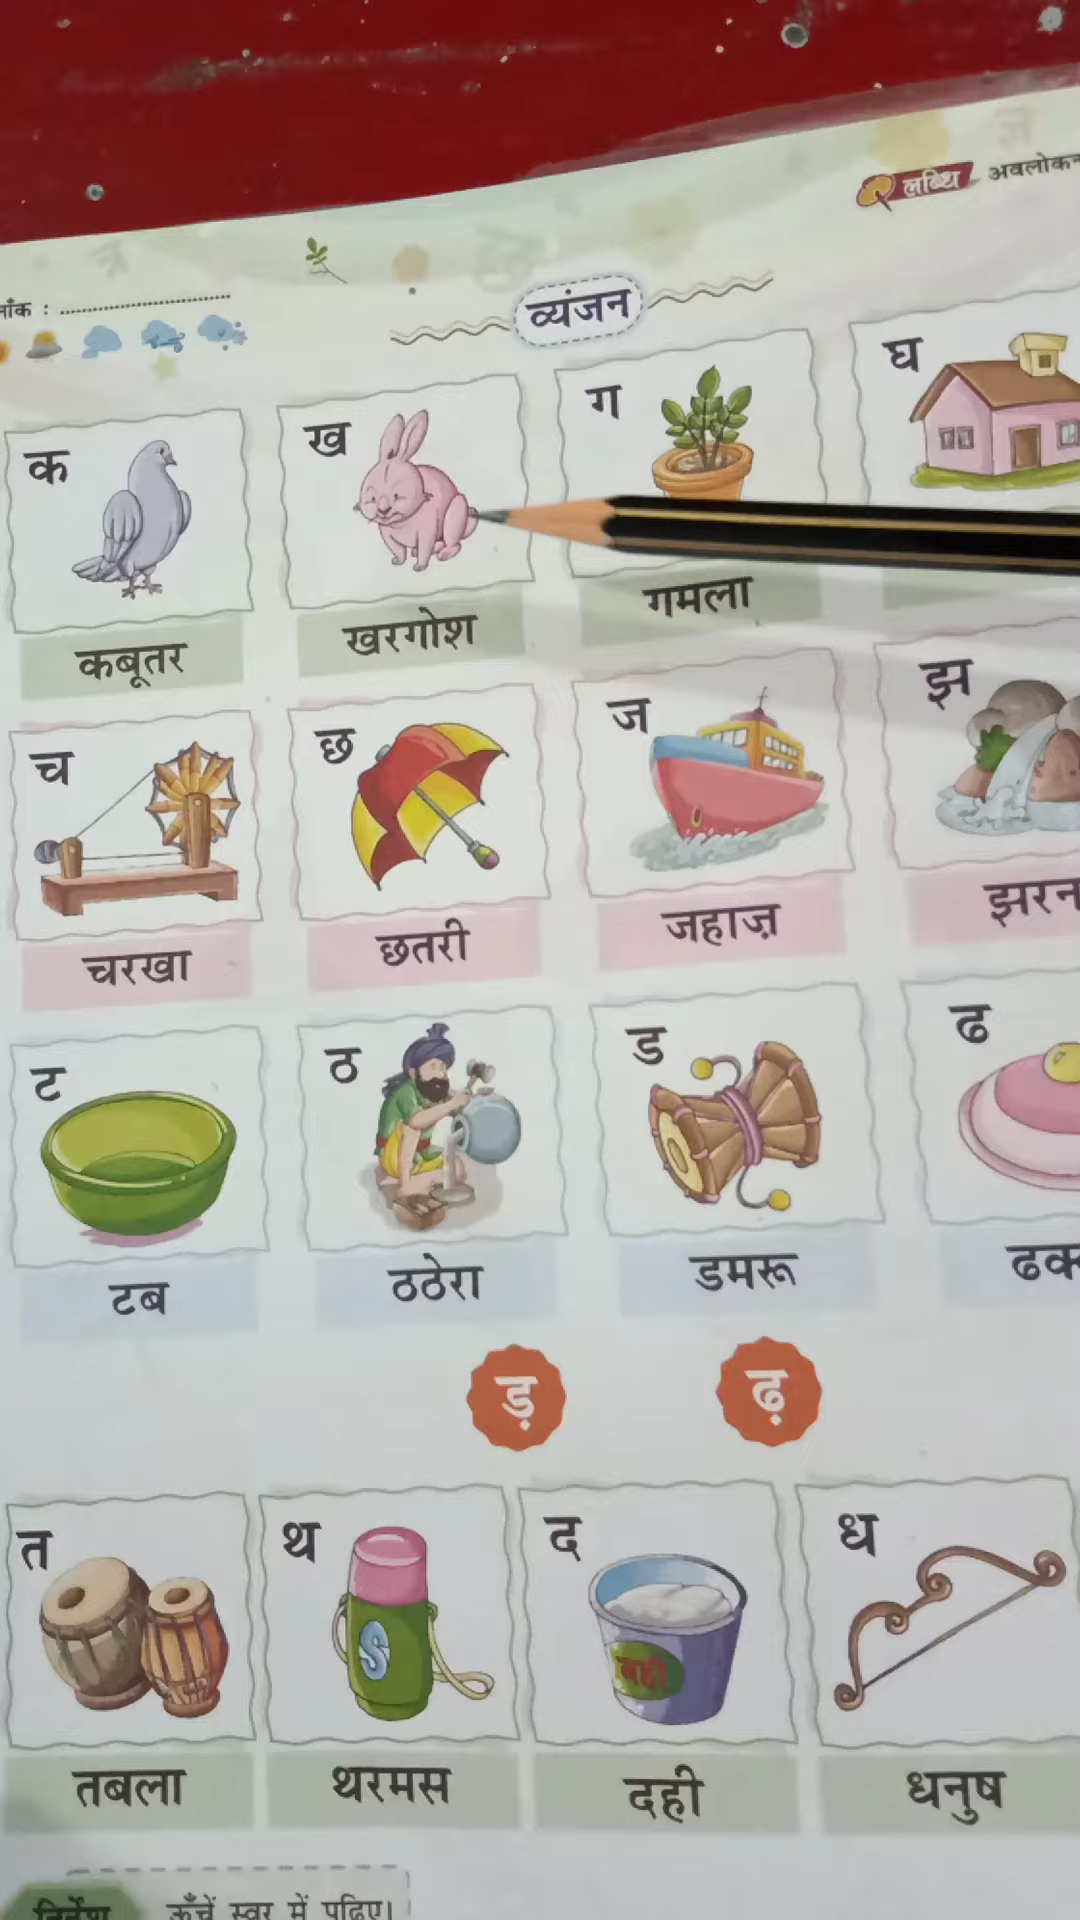 लब्धि अवलोकन
व्यंजन
क
ख
ग
घ
कबूतर
खरगोश
गमला
च
छ
ज
झ
चरखा
छतरी
जहाज़
ट
ठ
ड
ढ
टब
ठठेरा
डमरू
ड़
ढ़
त
थ
द
ध
S
दही
तबला
थरमस
दही
धनुष
निर्देश
ऊँचे स्वर में पढ़िए।